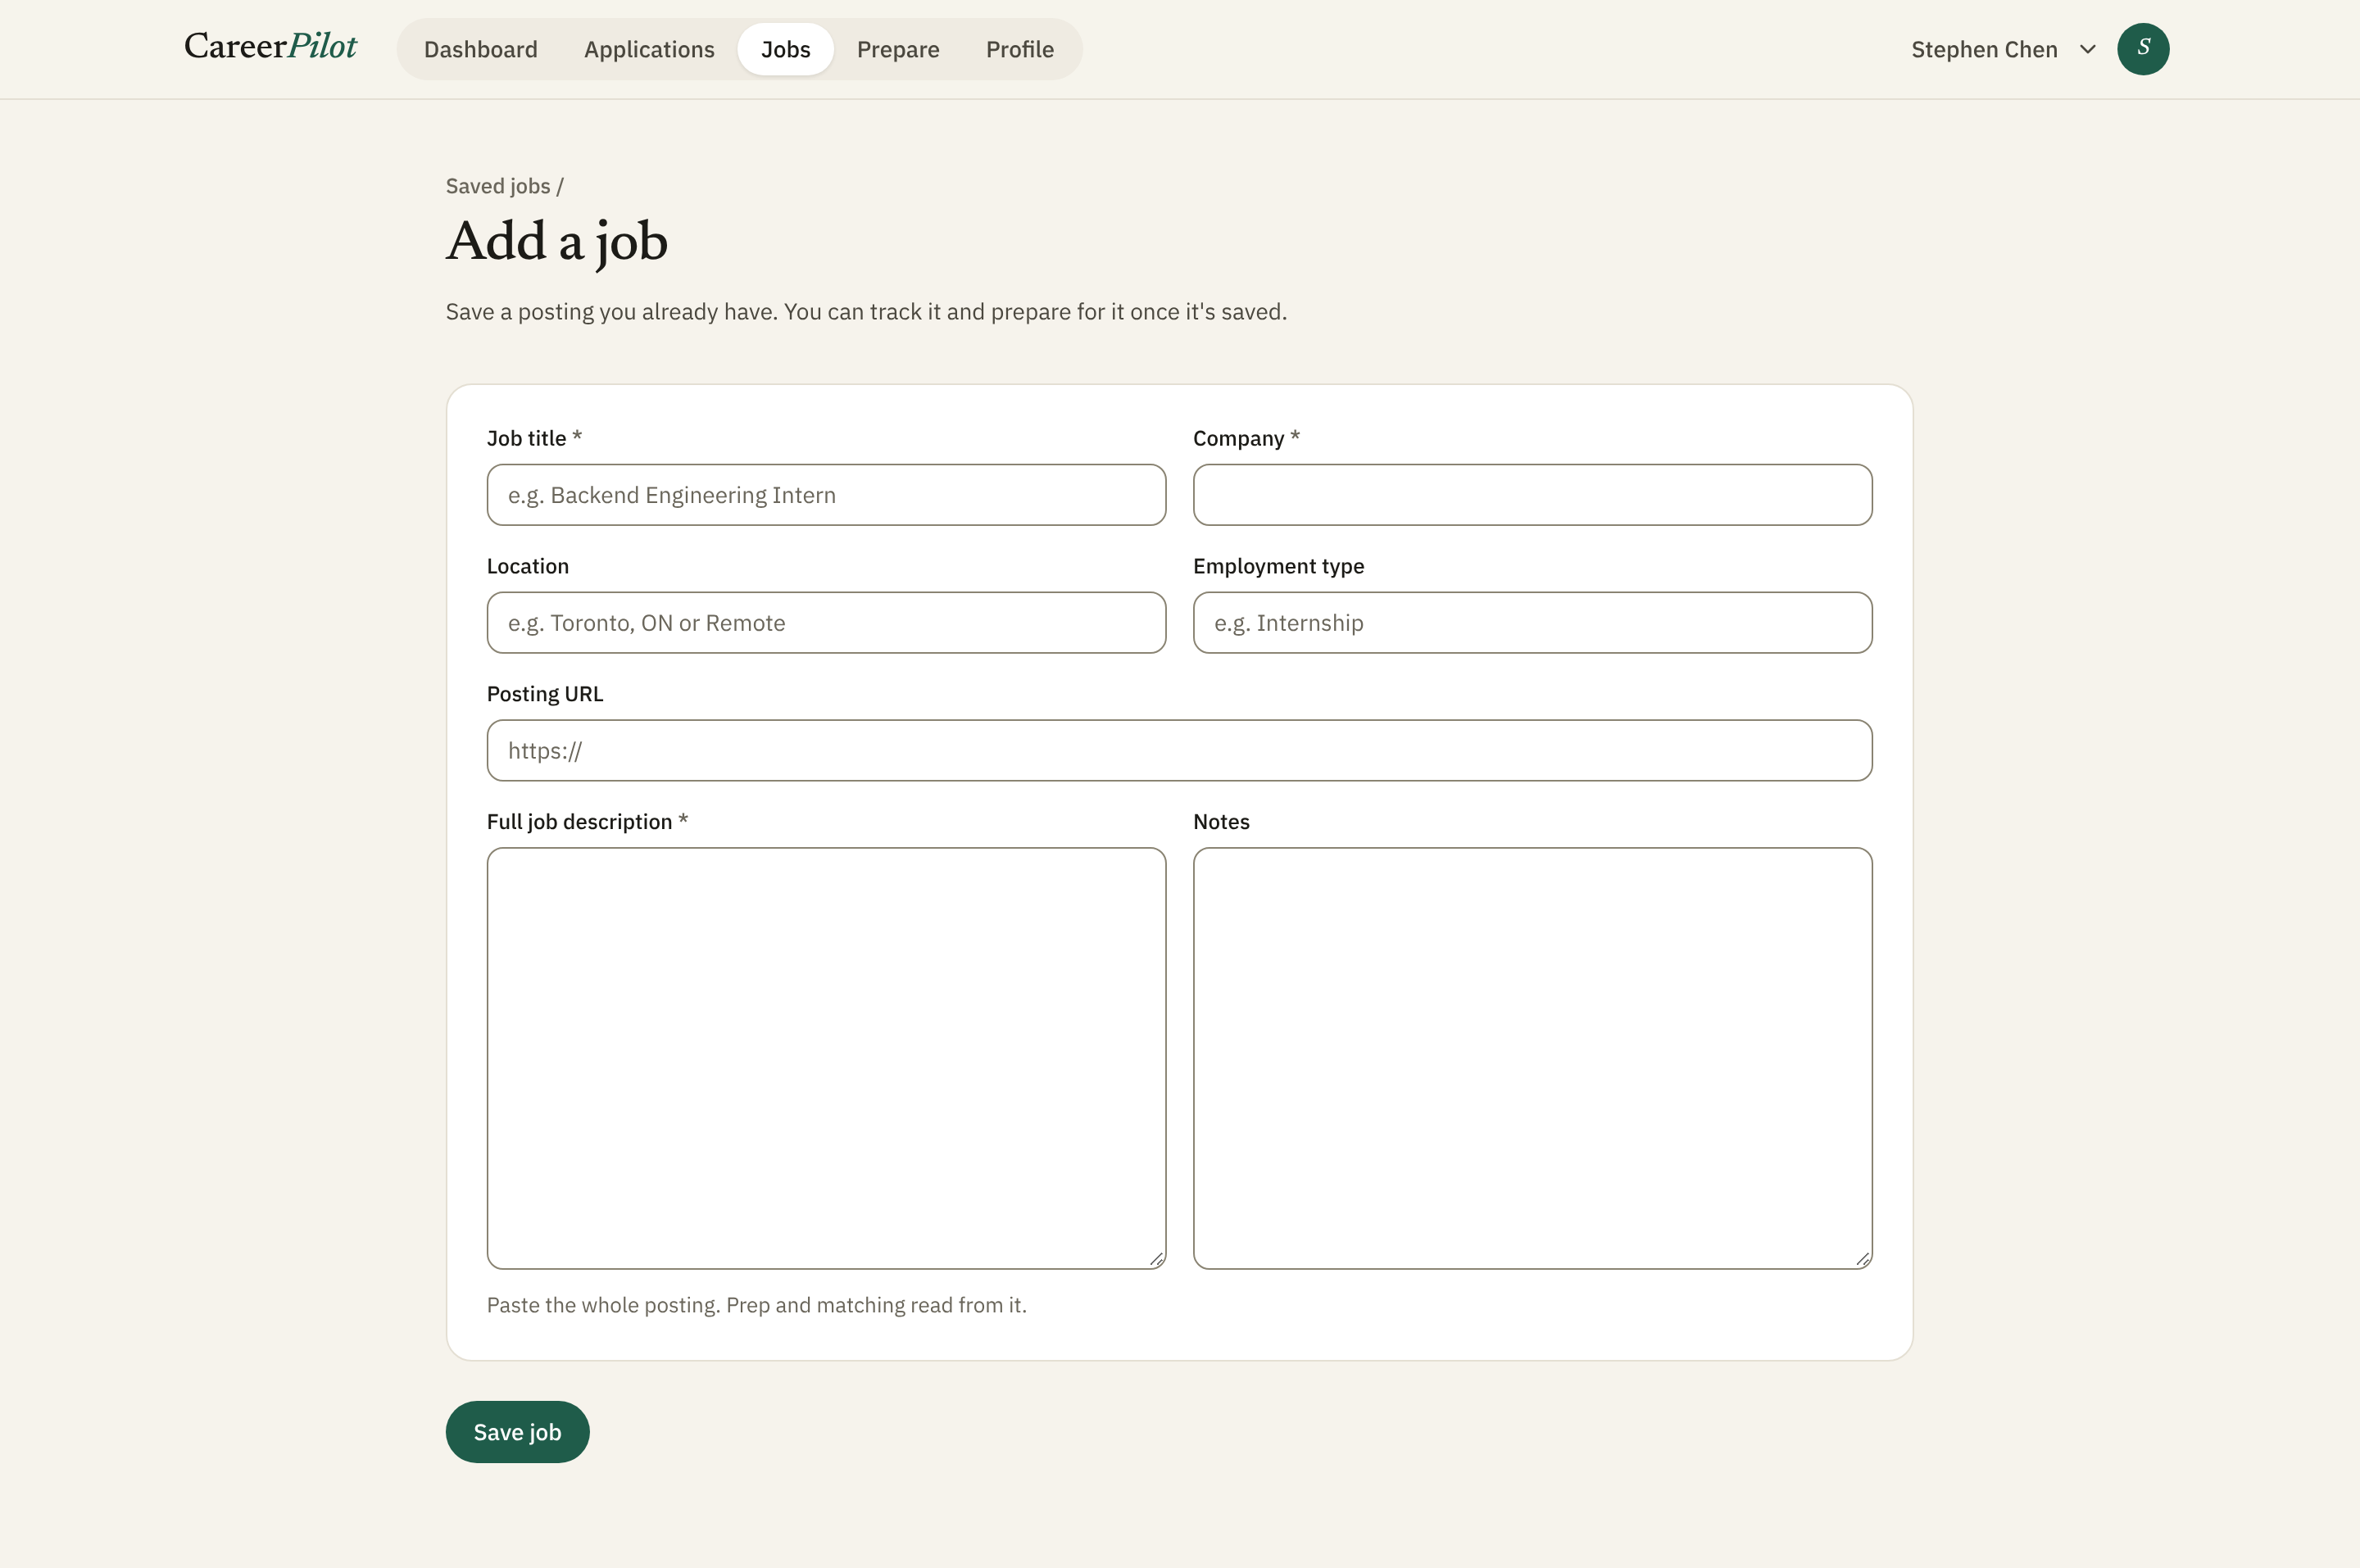 CareerPilot Dashboard Applications Jobs Prepare Profile Stephen Chen S
Saved jobs /
Add a job
Save a posting you already have. You can track it and prepare for it once it's saved.
Job title * Company *
e.g. Backend Engineering Intern
Location Employment type
e.g. Toronto, ON or Remote e.g. Internship
Posting URL
https://
Full job description * Notes
Paste the whole posting. Prep and matching read from it.
Save job